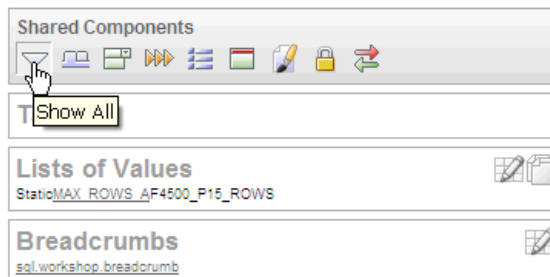 Shared Components
Show All
Lists of Values
StaticMAX_ROWS_AF4500_P15_ROWS
Breadcrumbs
sql.workshop.breadcrumb